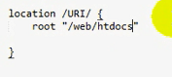 location /URI/ {
root "/web/htdocs"
}